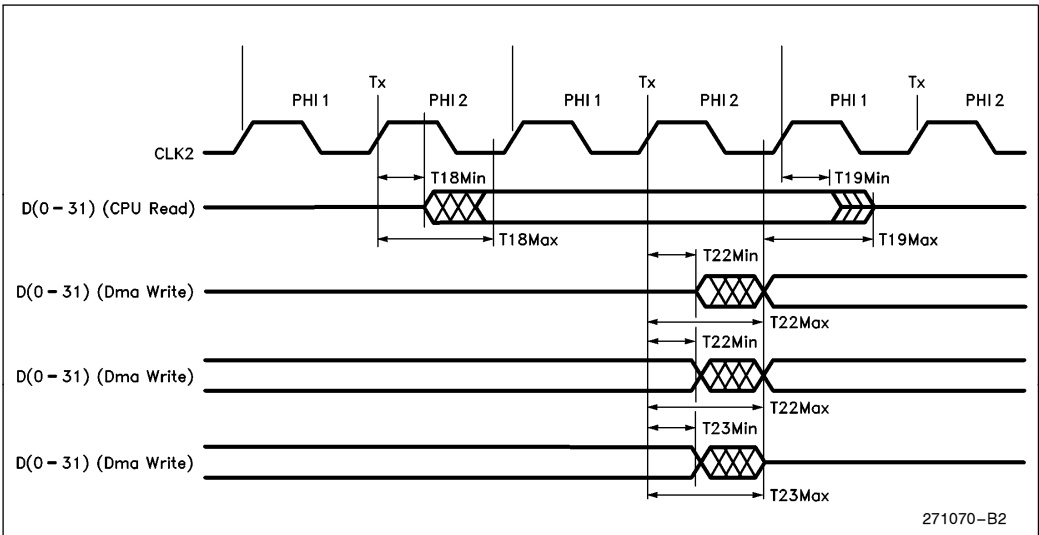 Tx Tx Tx
PHI 1 PHI 2 PHI 1 PHI 2 PHI 1 PHI 2
CLK2
T18Min T19Min
D(0-31) (CPU Read)
T18Max T19Max
T22Min
D(0-31) (Dma Write)
T22Max
T22Min
D(0-31) (Dma Write)
T22Max
T23Min
D(0-31) (Dma Write)
T23Max
271070-B2